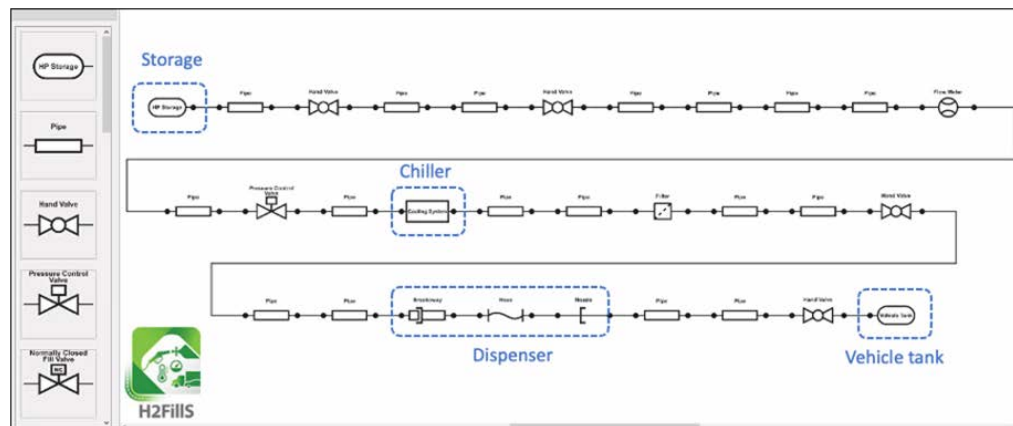 HP Storage
Pipe
Hand Valve
Pressure Control
Valve
Normally Closed
Fill Valve
NC
Storage
HP Storage
Pipe
Hand Valve
Pipe
Pipe
Hand Valve
Pipe
Pipe
Pipe
Pipe
Flow Meter
Chiller
Pipe
Pressure Control
Valve
Pipe
Cooling System
Pipe
Pipe
Filter
Pipe
Pipe
Hand Valve
Pipe
Pipe
Breakaway
Hose
Nozzle
Pipe
Pipe
Hand Valve
Vehicle Tank
Dispenser
Vehicle tank
H2FillS